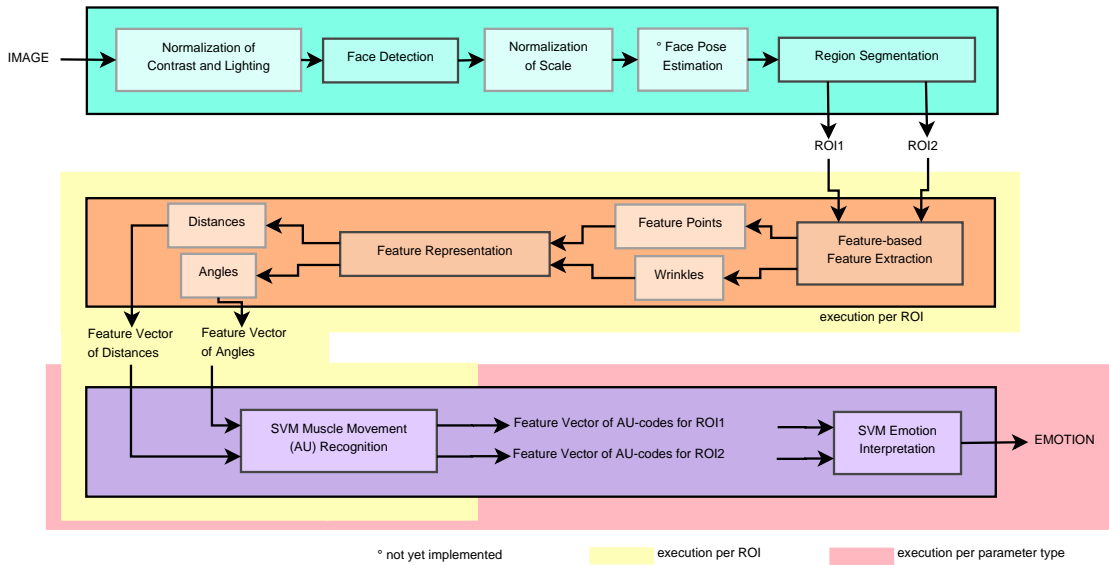 IMAGE
Normalization of
Contrast and Lighting
Face Detection
Normalization
of Scale
° Face Pose
Estimation
Region Segmentation
ROI1
ROI2
Distances
Angles
Feature Representation
Feature Points
Wrinkles
Feature-based
Feature Extraction
execution per ROI
Feature Vector
of Distances
Feature Vector
of Angles
SVM Muscle Movement
(AU) Recognition
Feature Vector of AU-codes for ROI1
Feature Vector of AU-codes for ROI2
SVM Emotion
Interpretation
EMOTION
° not yet implemented
execution per ROI
execution per parameter type